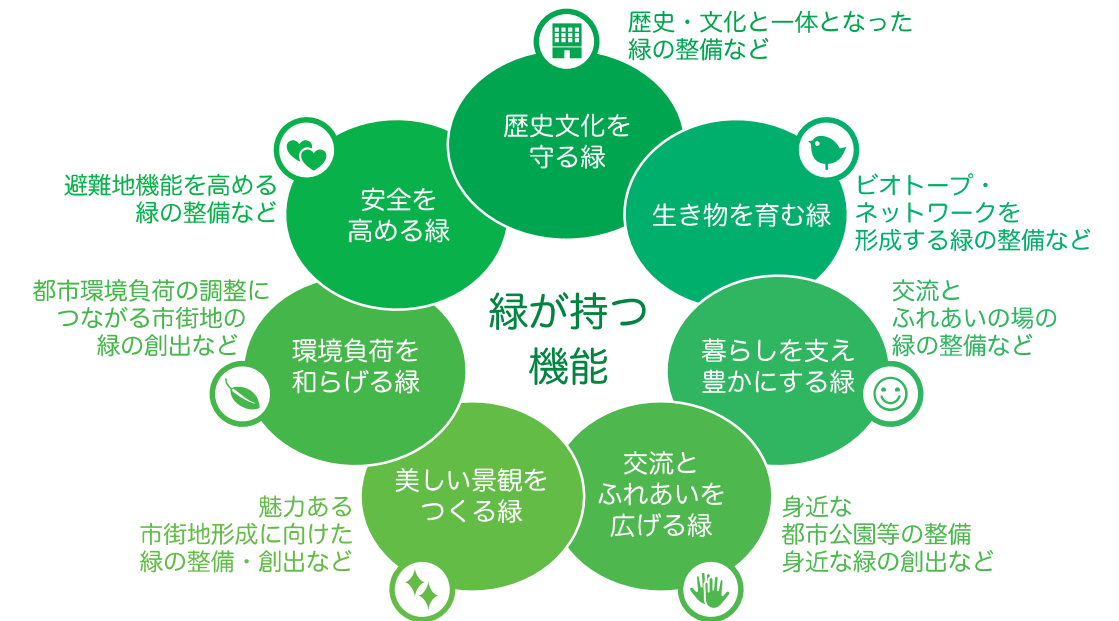 歴史・文化と一体となった
緑の整備など
歴史文化を
守る緑
ビオトープ・
ネットワークを
形成する緑の整備など
生き物を育む緑
交流と
ふれあいの場の
緑の整備など
暮らしを支え
豊かにする緑
身近な
都市公園等の整備
身近な緑の創出など
交流と
ふれあいを
広げる緑
魅力ある
市街地形成に向けた
緑の整備・創出など
美しい景観を
つくる緑
都市環境負荷の調整に
つながる市街地の
緑の創出など
環境負荷を
和らげる緑
避難地機能を高める
緑の整備など
安全を
高める緑
緑が持つ
機能